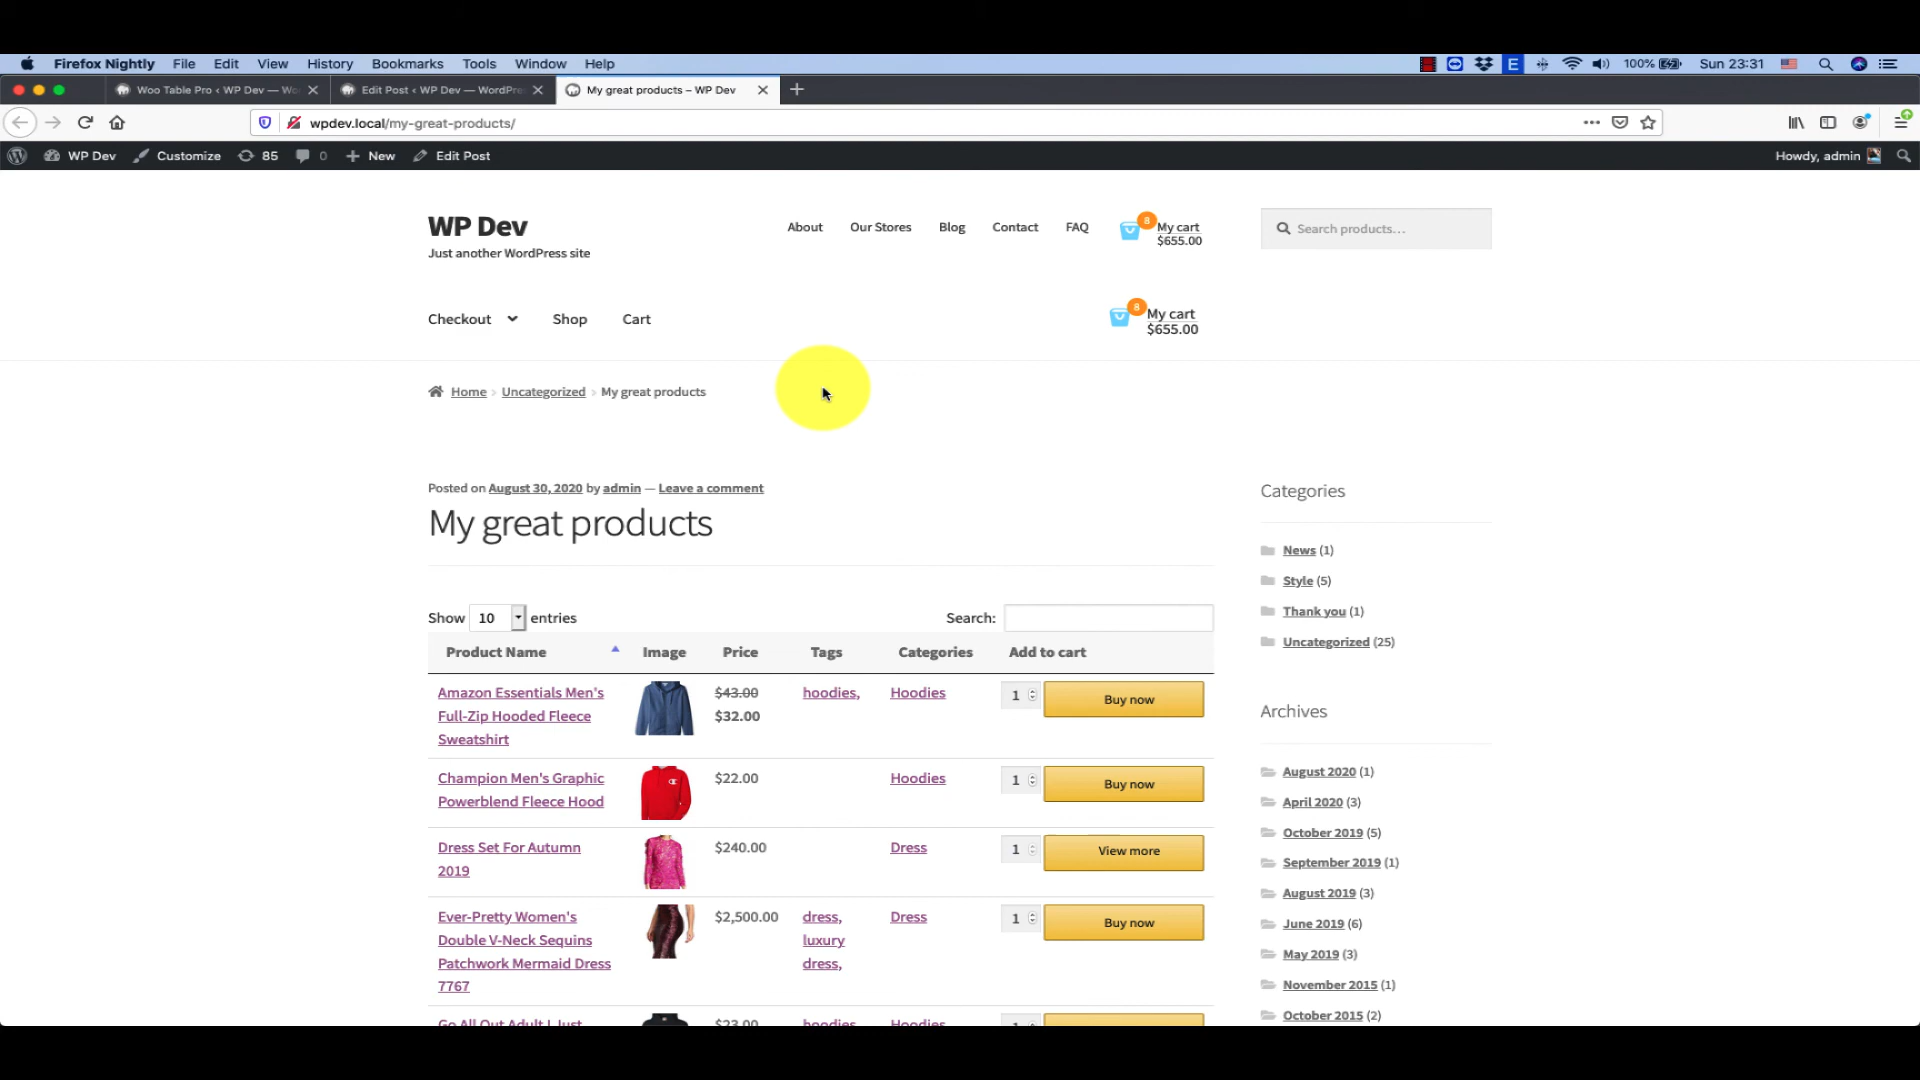 Firefox Nightly File Edit View History Bookmarks Tools Window Help E 100% Sun 23:31
Woo Table Pro ‹ WP Dev — Wo Edit Post ‹ WP Dev — WordPre My great products – WP Dev
wpdev.local/my-great-products/
WP Dev Customize 85 0 New Edit Post Howdy, admin
WP Dev
Just another WordPress site
About Our Stores Blog Contact FAQ 8 My cart
$655.00
Search products…
Checkout Shop Cart 8 My cart
$655.00
Home Uncategorized My great products
Posted on August 30, 2020 by admin — Leave a comment
My great products
Show 10 entries Search:
Product Name Image Price Tags Categories Add to cart
Amazon Essentials Men's $43.00 hoodies, Hoodies 1 Buy now
Full-Zip Hooded Fleece $32.00
Sweatshirt
Champion Men's Graphic $22.00 Hoodies 1 Buy now
Powerblend Fleece Hood
Dress Set For Autumn $240.00 Dress 1 View more
2019
Ever-Pretty Women's $2,500.00 dress, Dress 1 Buy now
Double V-Neck Sequins luxury
Patchwork Mermaid Dress dress,
7767
Go All Out Adult I Just $23.00 hoodies Hoodies 1
Categories
News (1)
Style (5)
Thank you (1)
Uncategorized (25)
Archives
August 2020 (1)
April 2020 (3)
October 2019 (5)
September 2019 (1)
August 2019 (3)
June 2019 (6)
May 2019 (3)
November 2015 (1)
October 2015 (2)